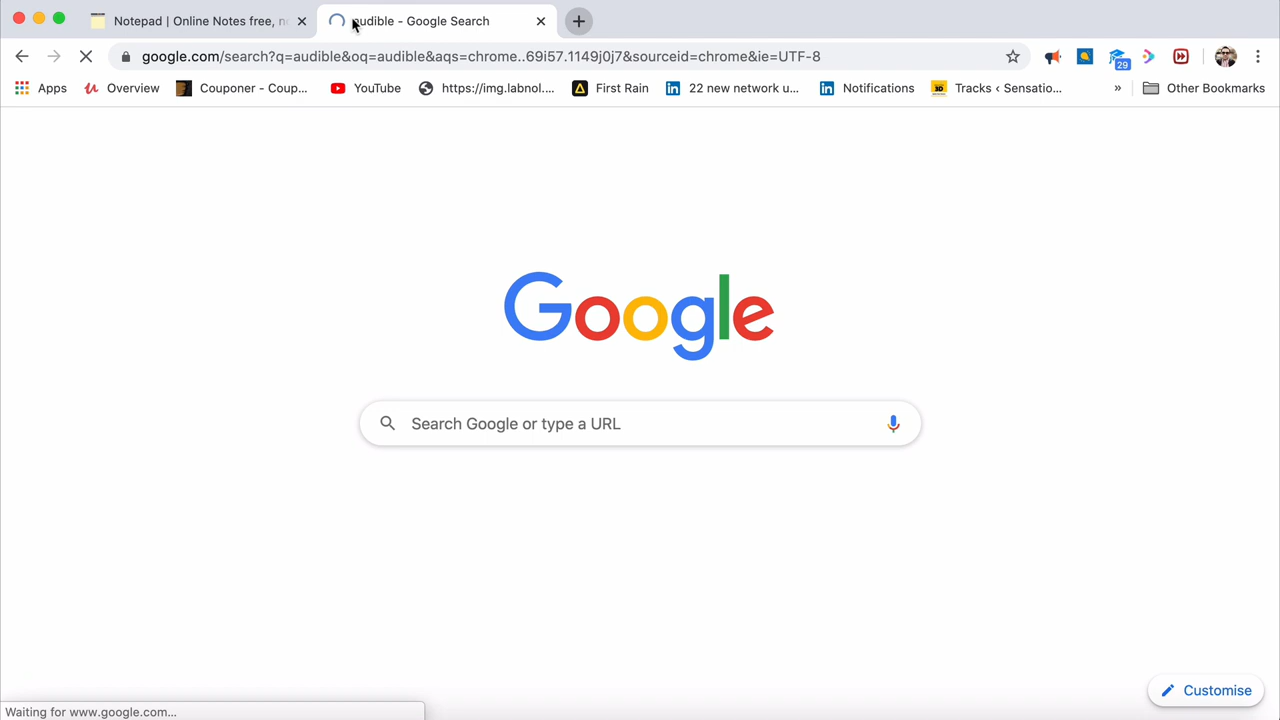 Notepad | Online Notes free, n
audible - Google Search
google.com/search?q=audible&oq=audible&aqs=chrome..69i57.1149j0j7&sourceid=chrome&ie=UTF-8
29
Apps
Overview
Couponer - Coup...
YouTube
https://img.labnol....
First Rain
22 new network u...
Notifications
Tracks ‹ Sensatio...
»
Other Bookmarks
Google
Search Google or type a URL
Customise
Waiting for www.google.com...